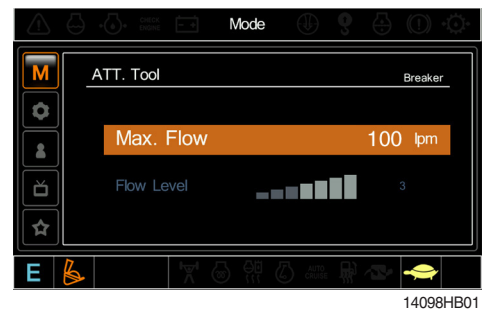 CHECK ENGINE
Mode
M
ATT. Tool
Breaker
Max. Flow 100 lpm
Flow Level 3
E
AUTO CRUISE
14098HB01